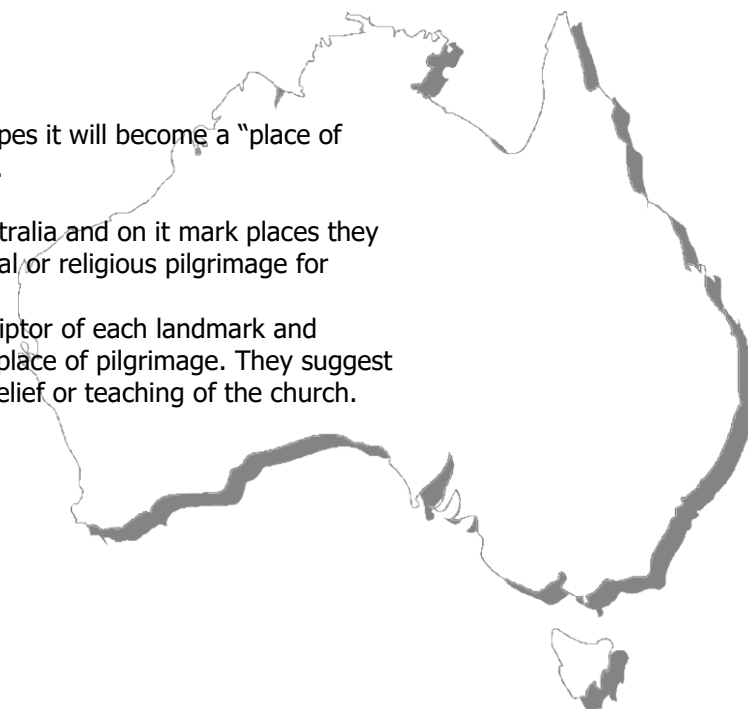 pes it will become a “place of
.
tralia and on it mark places they
al or religious pilgrimage for
iptor of each landmark and
place of pilgrimage. They suggest
elief or teaching of the church.